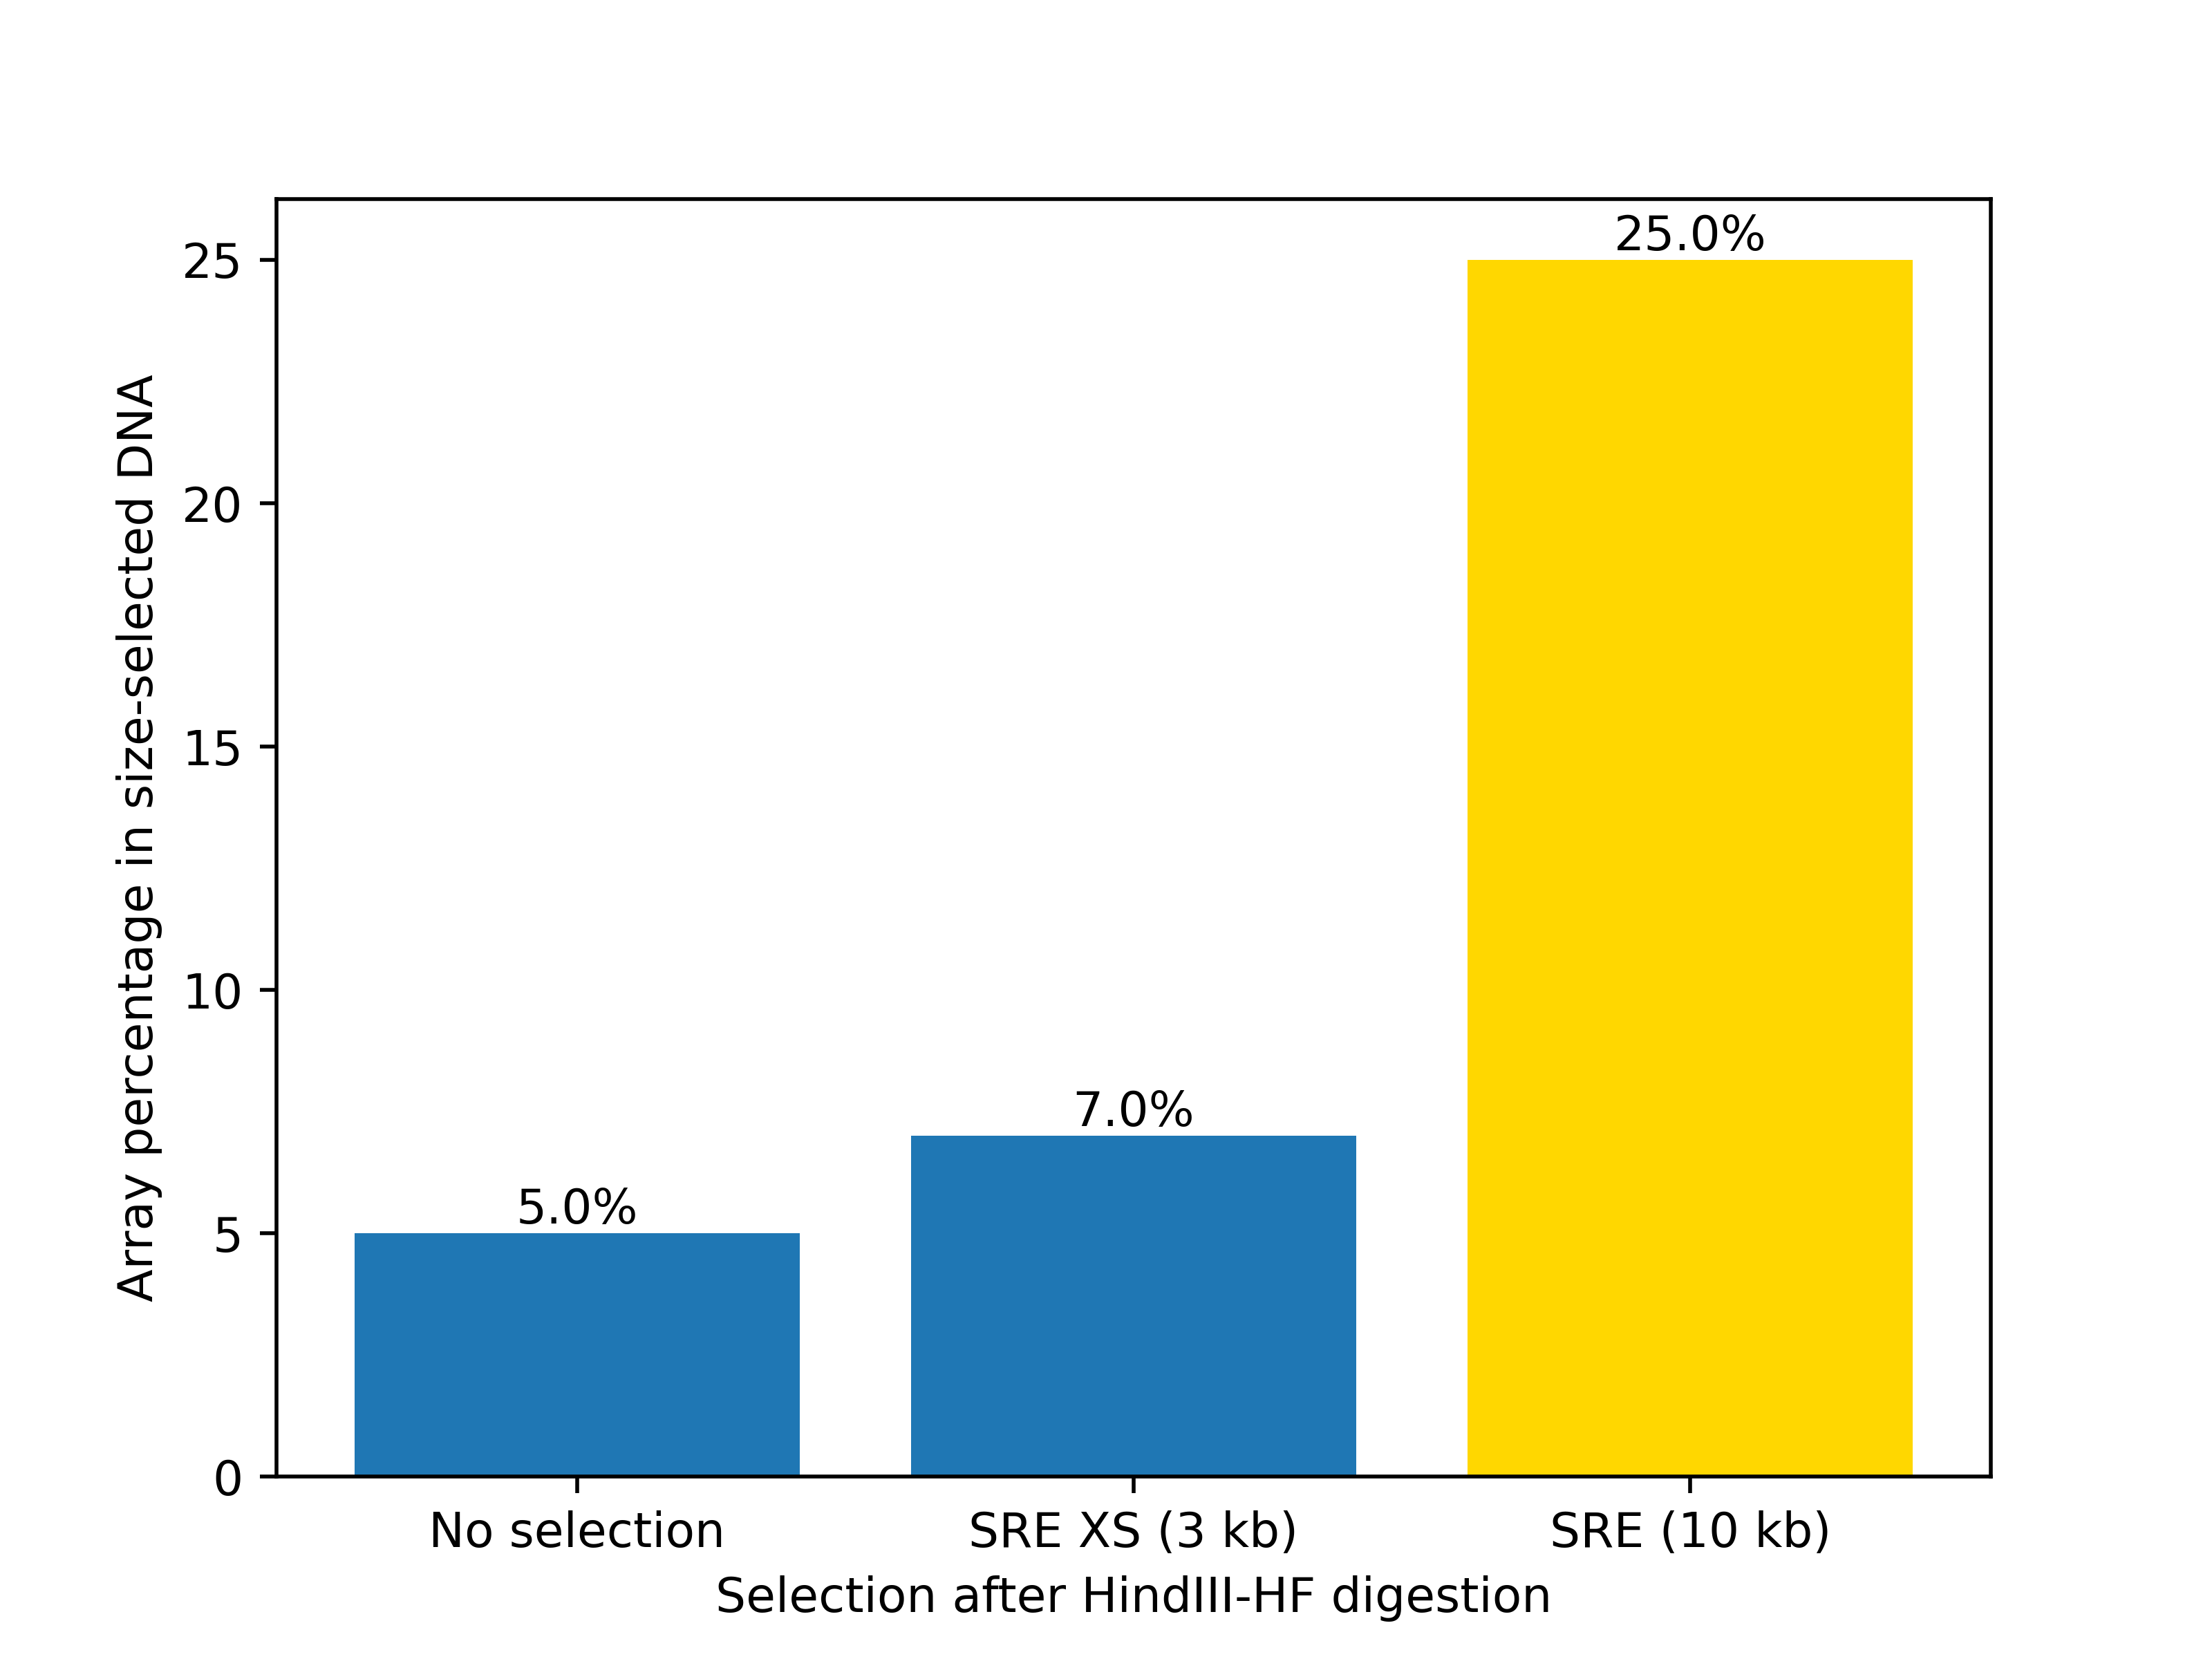 Array percentage in size-selected DNA
25
20
15
10
5
0
5.0%
7.0%
25.0%
No selection
SRE XS (3 kb)
SRE (10 kb)
Selection after HindIII-HF digestion